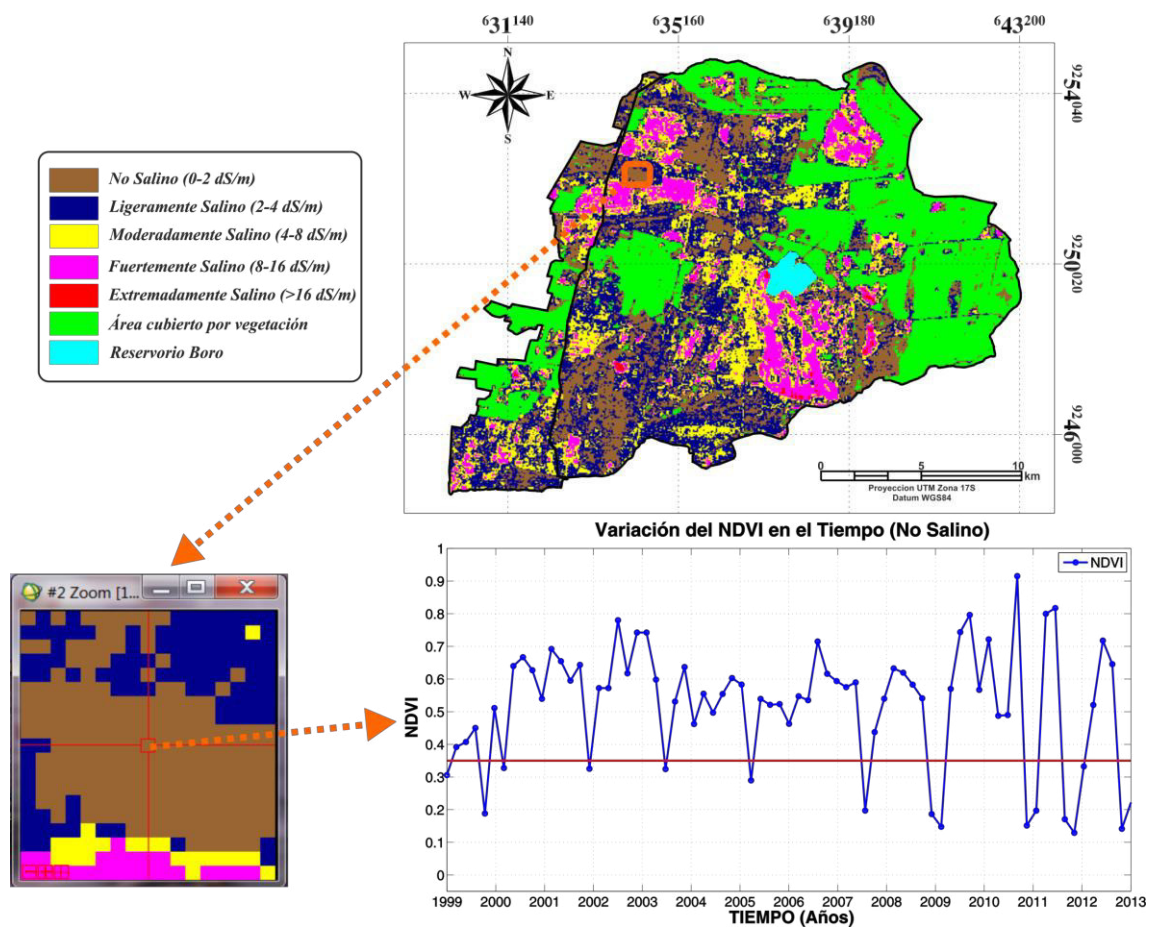 631140 635160 639180 643200
N
W E
S
9254040
9250020
9246000
No Salino (0-2 dS/m)
Ligeramente Salino (2-4 dS/m)
Moderadamente Salino (4-8 dS/m)
Fuertemente Salino (8-16 dS/m)
Extremadamente Salino (>16 dS/m)
Área cubierto por vegetación
Reservorio Boro
0 5 10
km
Proyeccion UTM Zona 17S
Datum WGS84
#2 Zoom [1...
Variación del NDVI en el Tiempo (No Salino)
NDVI
1
0.9
0.8
0.7
0.6
0.5
0.4
0.3
0.2
0.1
0
NDVI
1999 2000 2001 2002 2003 2004 2005 2006 2007 2008 2009 2010 2011 2012 2013
TIEMPO (Años)